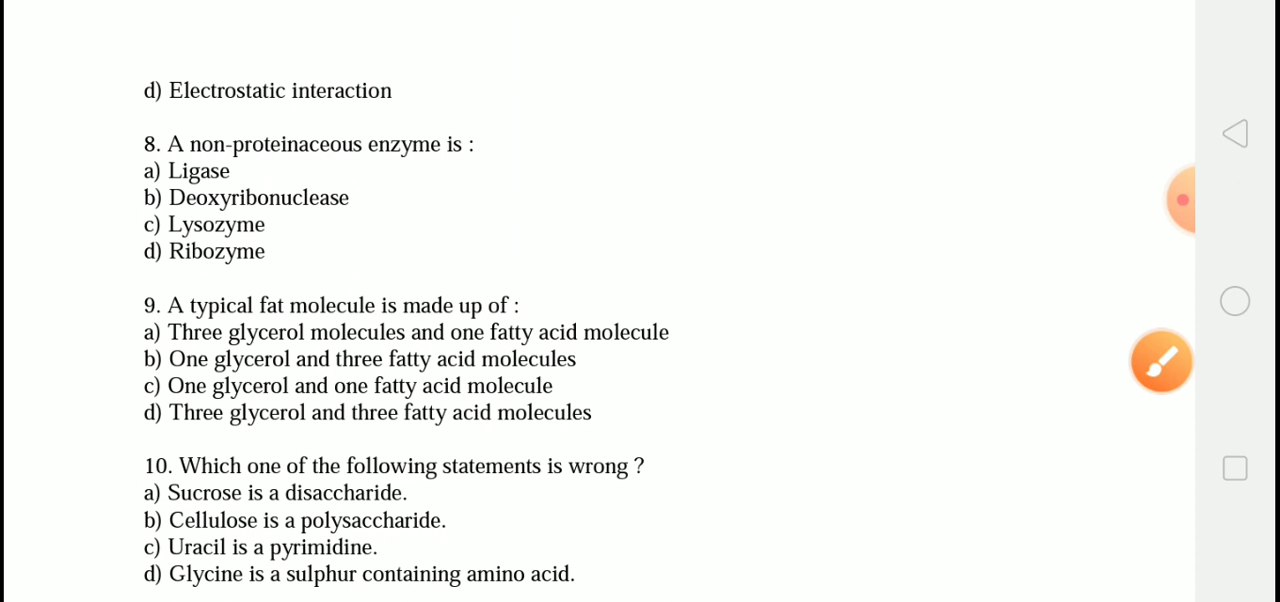 d) Electrostatic interaction
8. A non-proteinaceous enzyme is :
a) Ligase
b) Deoxyribonuclease
c) Lysozyme
d) Ribozyme
9. A typical fat molecule is made up of :
a) Three glycerol molecules and one fatty acid molecule
b) One glycerol and three fatty acid molecules
c) One glycerol and one fatty acid molecule
d) Three glycerol and three fatty acid molecules
10. Which one of the following statements is wrong ?
a) Sucrose is a disaccharide.
b) Cellulose is a polysaccharide.
c) Uracil is a pyrimidine.
d) Glycine is a sulphur containing amino acid.